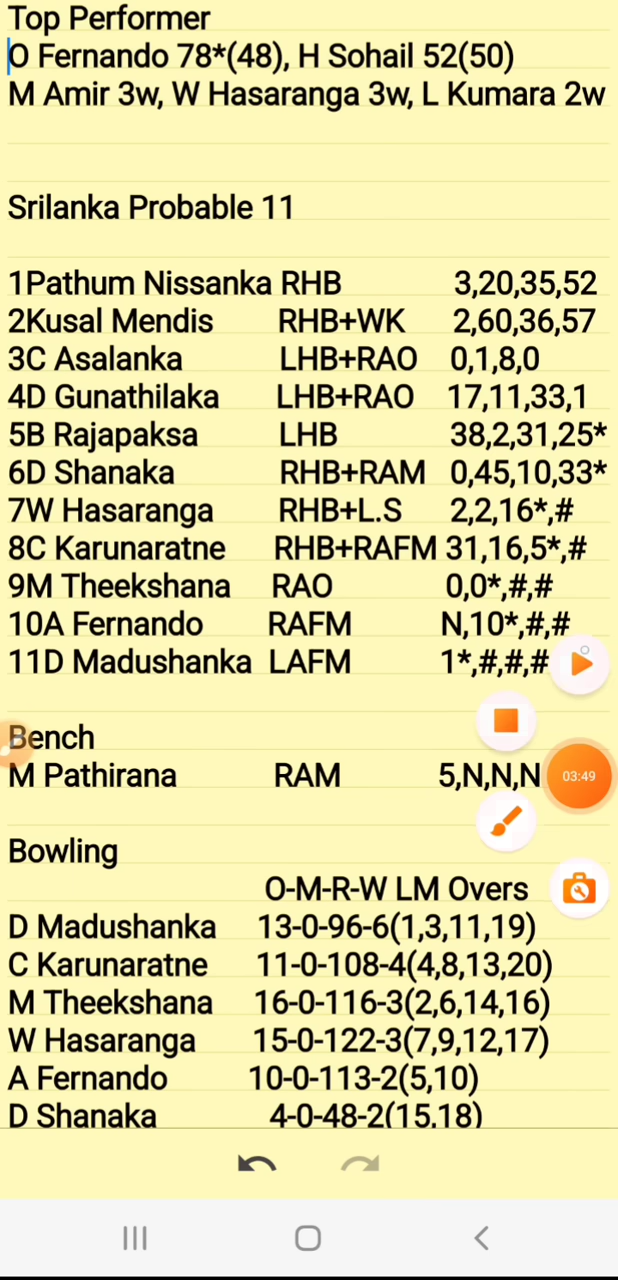 Top Performer
O Fernando 78*(48), H Sohail 52(50)
M Amir 3w, W Hasaranga 3w, L Kumara 2w
Srilanka Probable 11
1Pathum Nissanka RHB 3,20,35,52
2Kusal Mendis RHB+WK 2,60,36,57
3C Asalanka LHB+RAO 0,1,8,0
4D Gunathilaka LHB+RAO 17,11,33,1
5B Rajapaksa LHB 38,2,31,25*
6D Shanaka RHB+RAM 0,45,10,33*
7W Hasaranga RHB+L.S 2,2,16*,#
8C Karunaratne RHB+RAFM 31,16,5*,#
9M Theekshana RAO 0,0*,#,#
10A Fernando RAFM N,10*,#,#
11D Madushanka LAFM 1*,#,#,#
Bench
M Pathirana RAM 5,N,N,N
03:49
Bowling
O-M-R-W LM Overs
D Madushanka 13-0-96-6(1,3,11,19)
C Karunaratne 11-0-108-4(4,8,13,20)
M Theekshana 16-0-116-3(2,6,14,16)
W Hasaranga 15-0-122-3(7,9,12,17)
A Fernando 10-0-113-2(5,10)
D Shanaka 4-0-48-2(15,18)